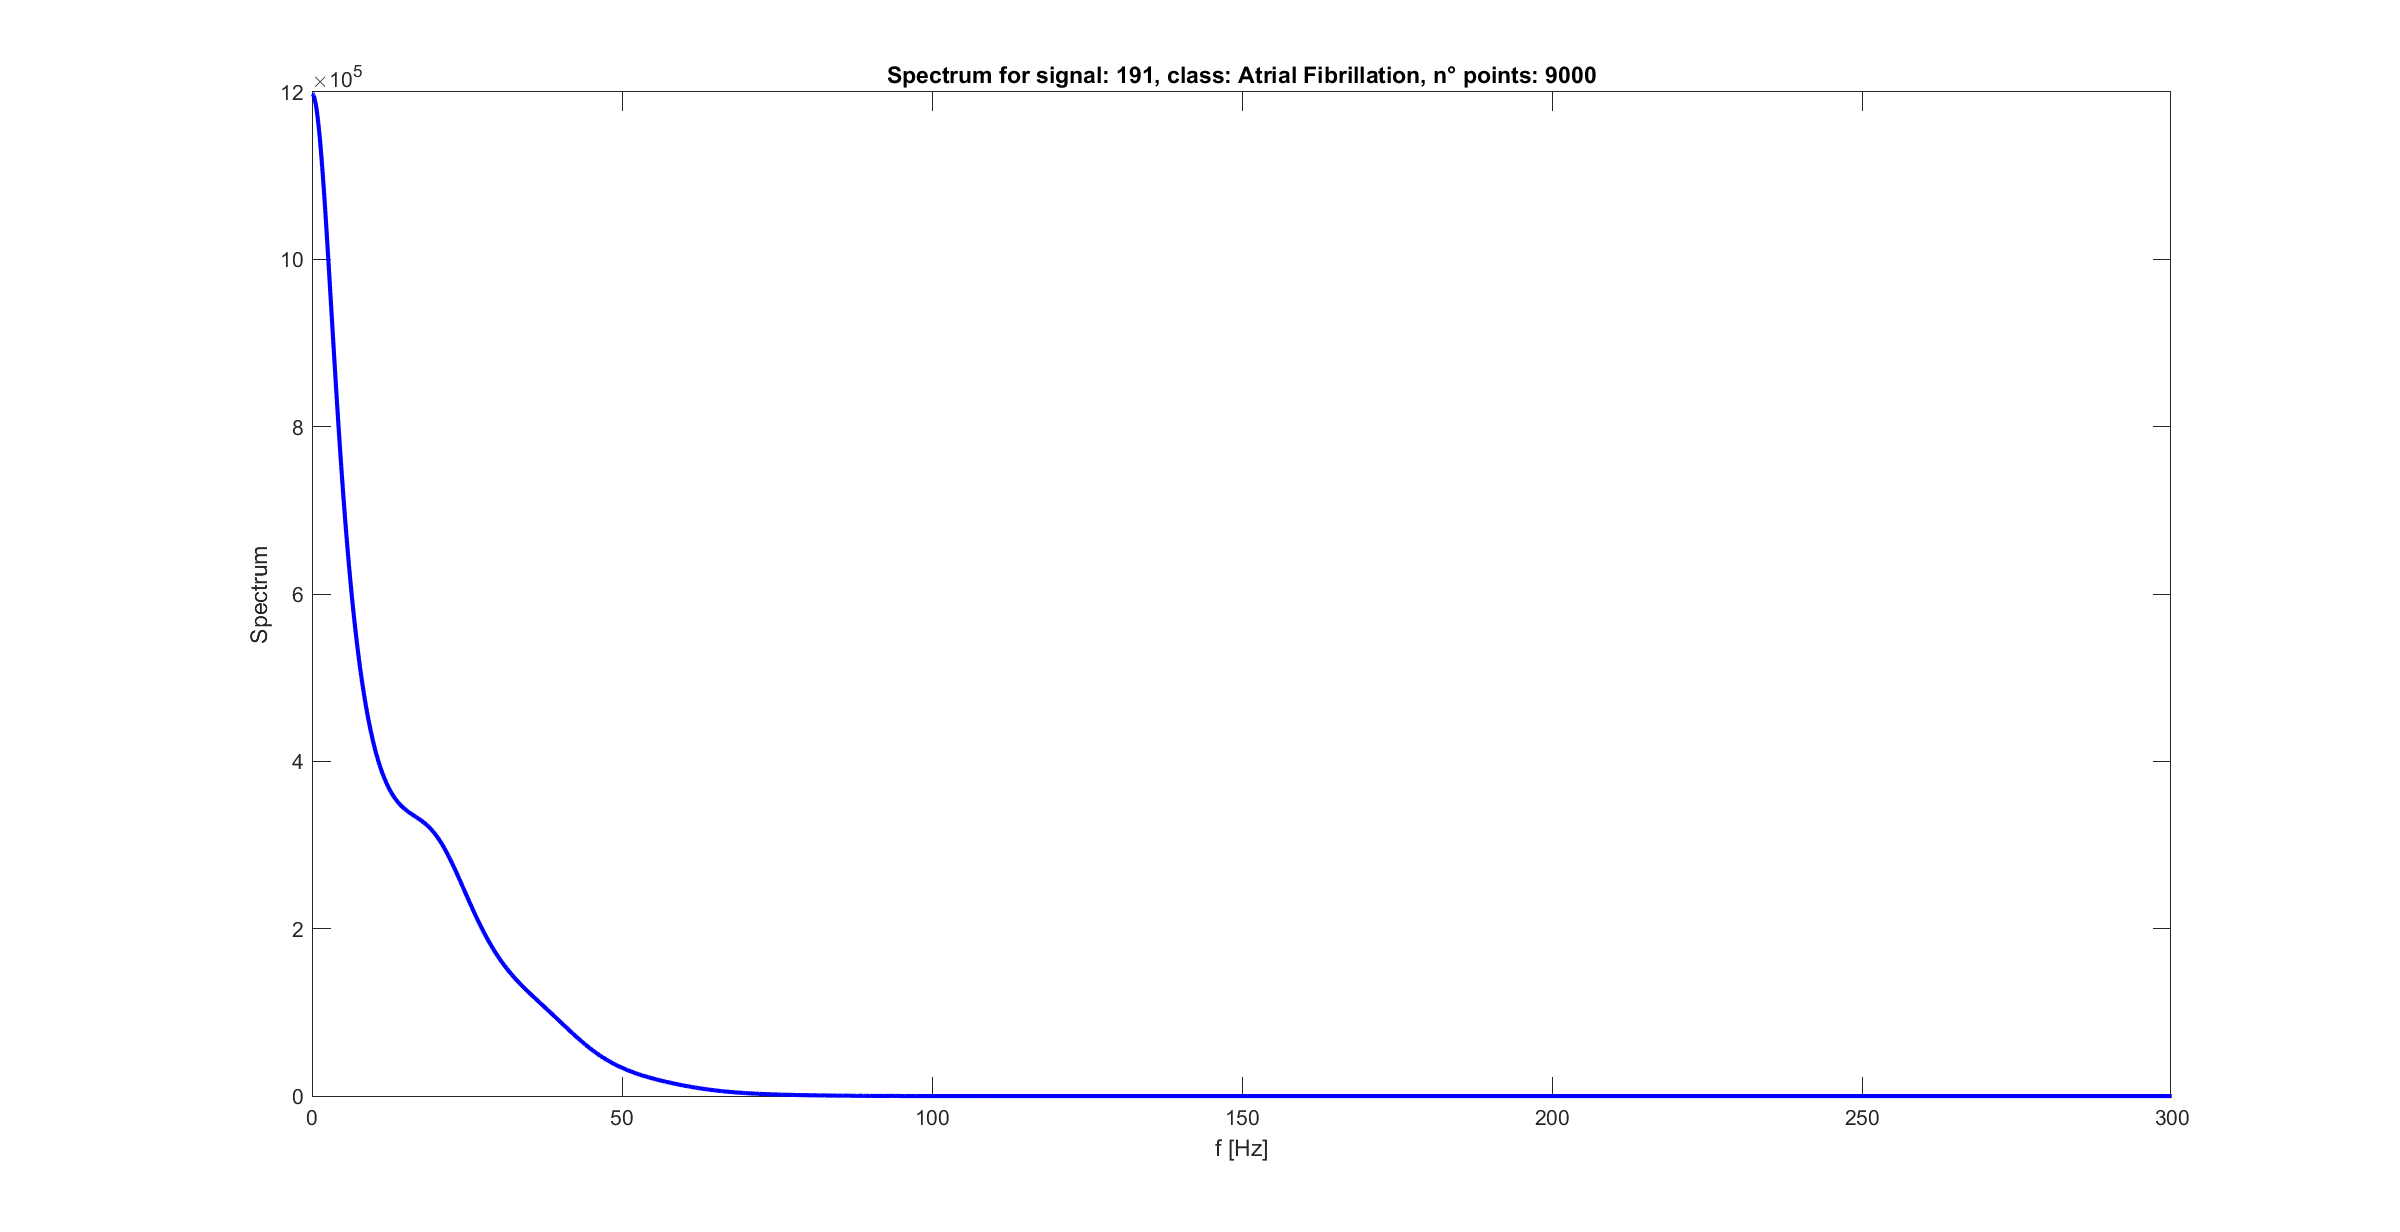 Spectrum for signal: 191, class: Atrial Fibrillation, n° points: 9000
×10⁵
12
10
8
6
4
2
0
Spectrum
0 50 100 150 200 250 300
f [Hz]